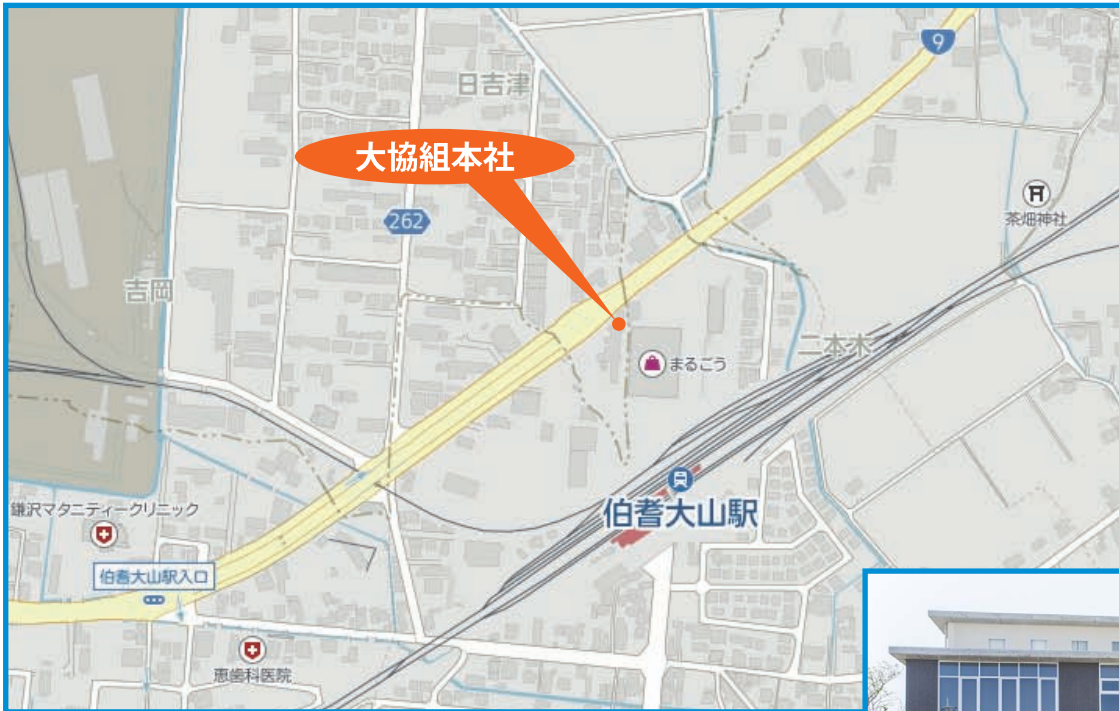 9
日吉津
大協組本社
262
茶畑神社
吉岡
二本木
まるごう
伯耆大山駅
鎌沢マタニティークリニック
伯耆大山駅入口
恵歯科医院